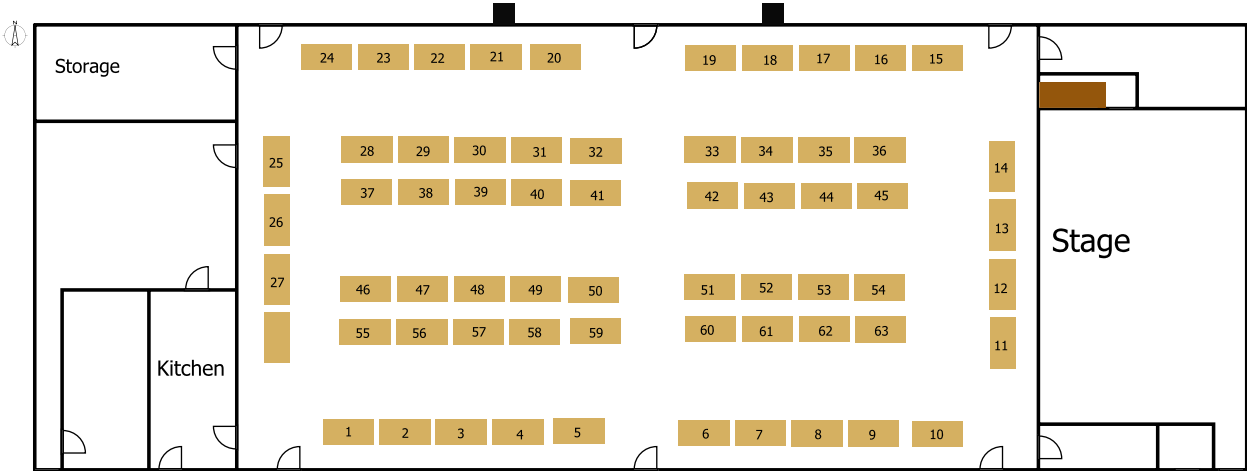 N
24 23 22 21 20 19 18 17 16 15
Storage
28 29 30 31 32 33 34 35 36
25 14
37 38 39 40 41 42 43 44 45
26 13
Stage
27 46 47 48 49 50 51 52 53 54 12
55 56 57 58 59 60 61 62 63 11
Kitchen
1 2 3 4 5 6 7 8 9 10